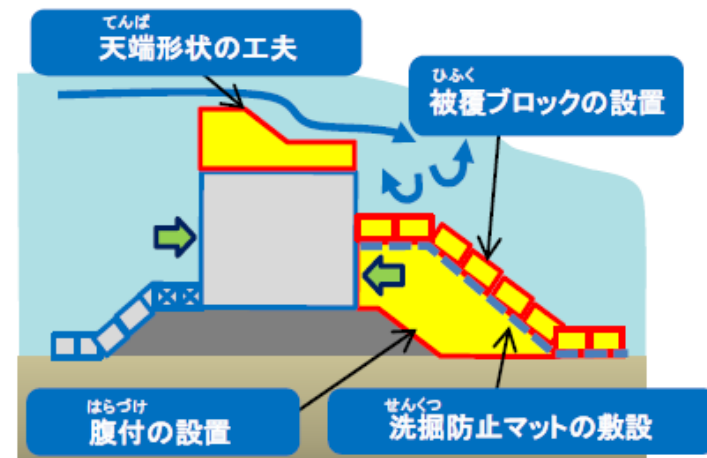 てんぱ
天端形状の工夫
ひふく
被覆ブロックの設置
はらづけ
腹付の設置
せんくつ
洗掘防止マットの敷設